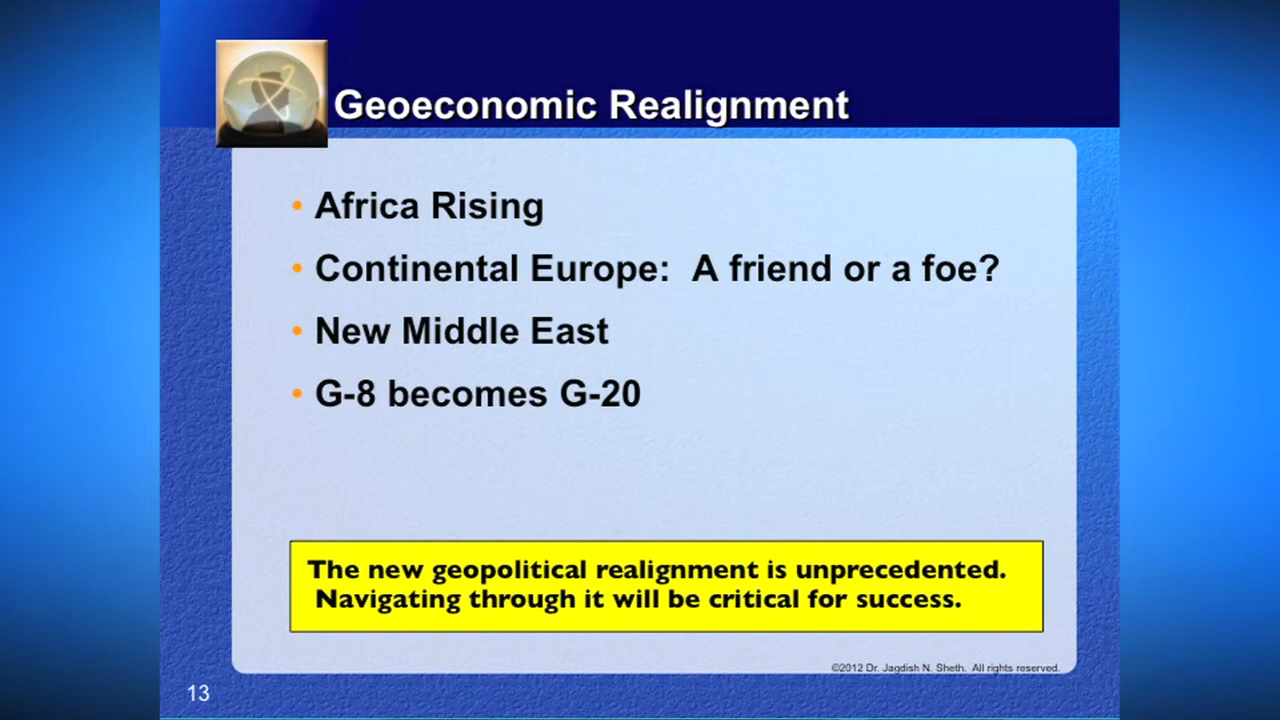 Geoeconomic Realignment
• Africa Rising
• Continental Europe: A friend or a foe?
• New Middle East
• G-8 becomes G-20
The new geopolitical realignment is unprecedented.
Navigating through it will be critical for success.
©2012 Dr. Jagdish N. Sheth. All rights reserved.
13